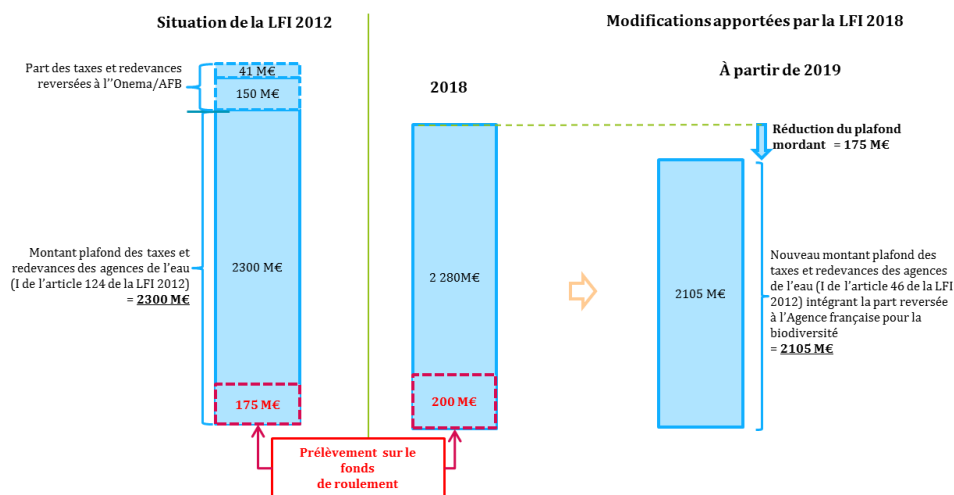 Situation de la LFI 2012
Modifications apportées par la LFI 2018
Part des taxes et redevances
reversées à l''Onema/AFB
41 M€
150 M€
2018
À partir de 2019
Réduction du plafond
mordant = 175 M€
Montant plafond des taxes et
redevances des agences de l'eau
(I de l'article 124 de la LFI 2012)
= 2300 M€
2300 M€
2 280M€
2105 M€
Nouveau montant plafond des
taxes et redevances des agences
de l'eau (I de l'article 46 de la LFI
2012) intégrant la part reversée
à l'Agence française pour la
biodiversité
= 2105 M€
175 M€
200 M€
Prélèvement sur le
fonds
de roulement